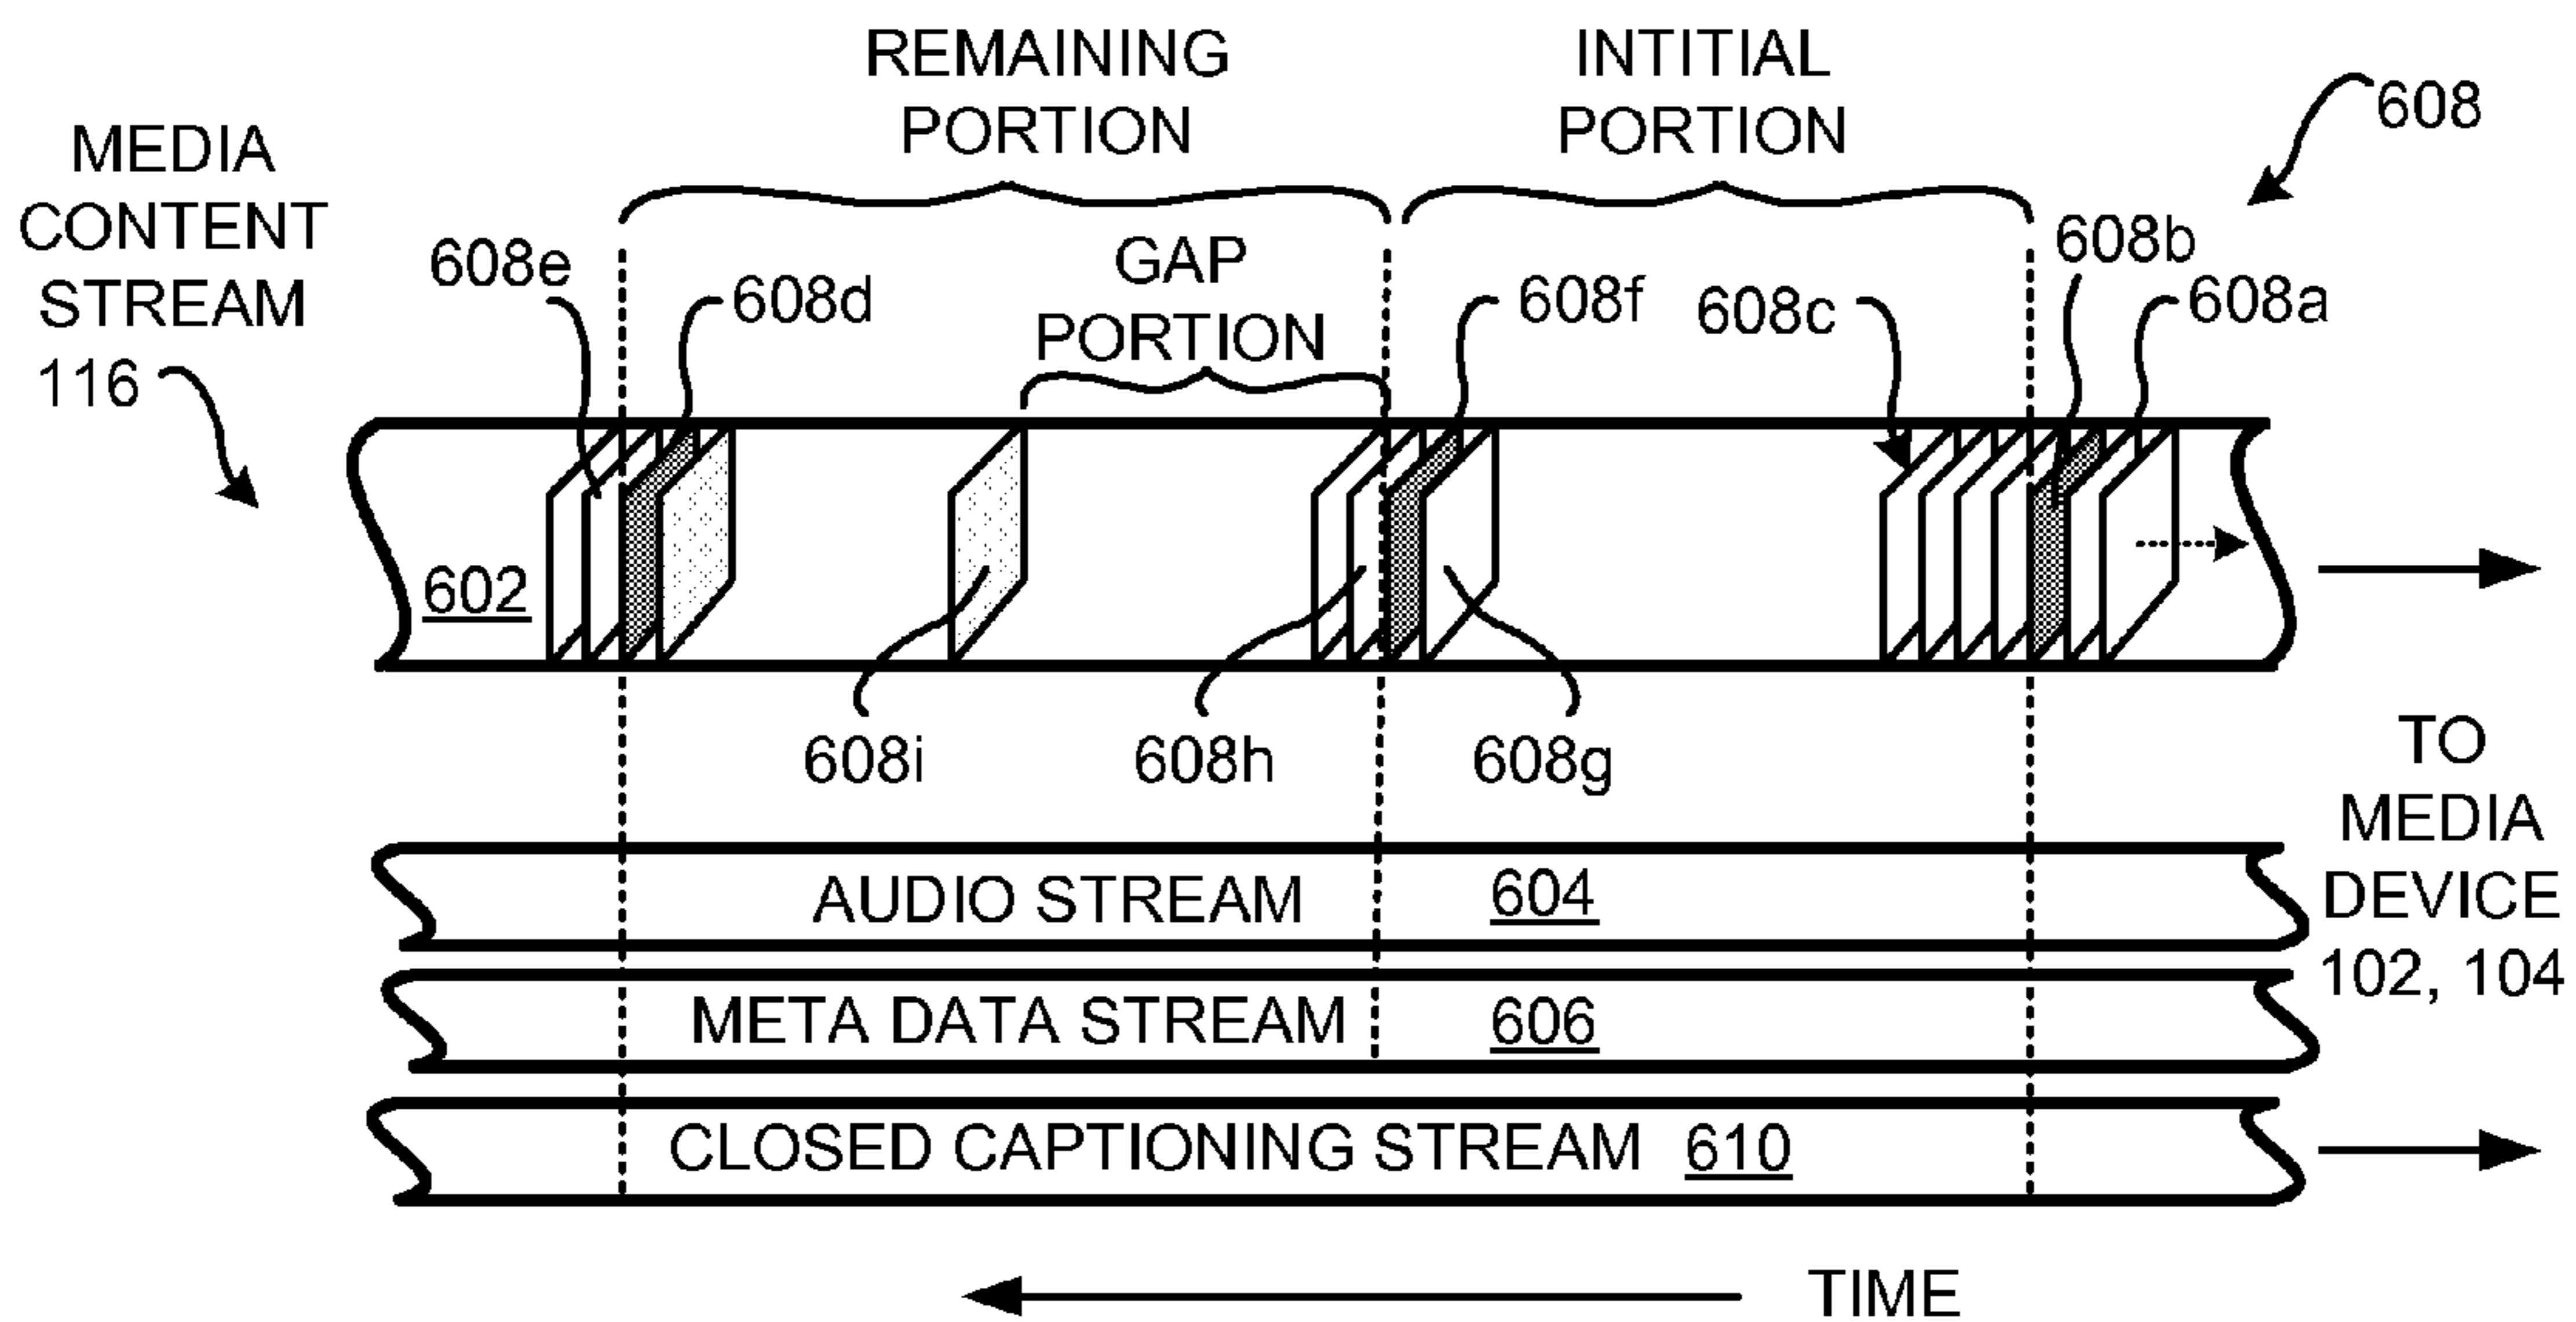 REMAINING
PORTION
INTITIAL
PORTION
608
MEDIA
CONTENT
STREAM
116
608e
608d
GAP
PORTION
608f
608c
608b
608a
602
608i
608h
608g
TO
MEDIA
DEVICE
102, 104
AUDIO STREAM 604
META DATA STREAM 606
CLOSED CAPTIONING STREAM 610
TIME